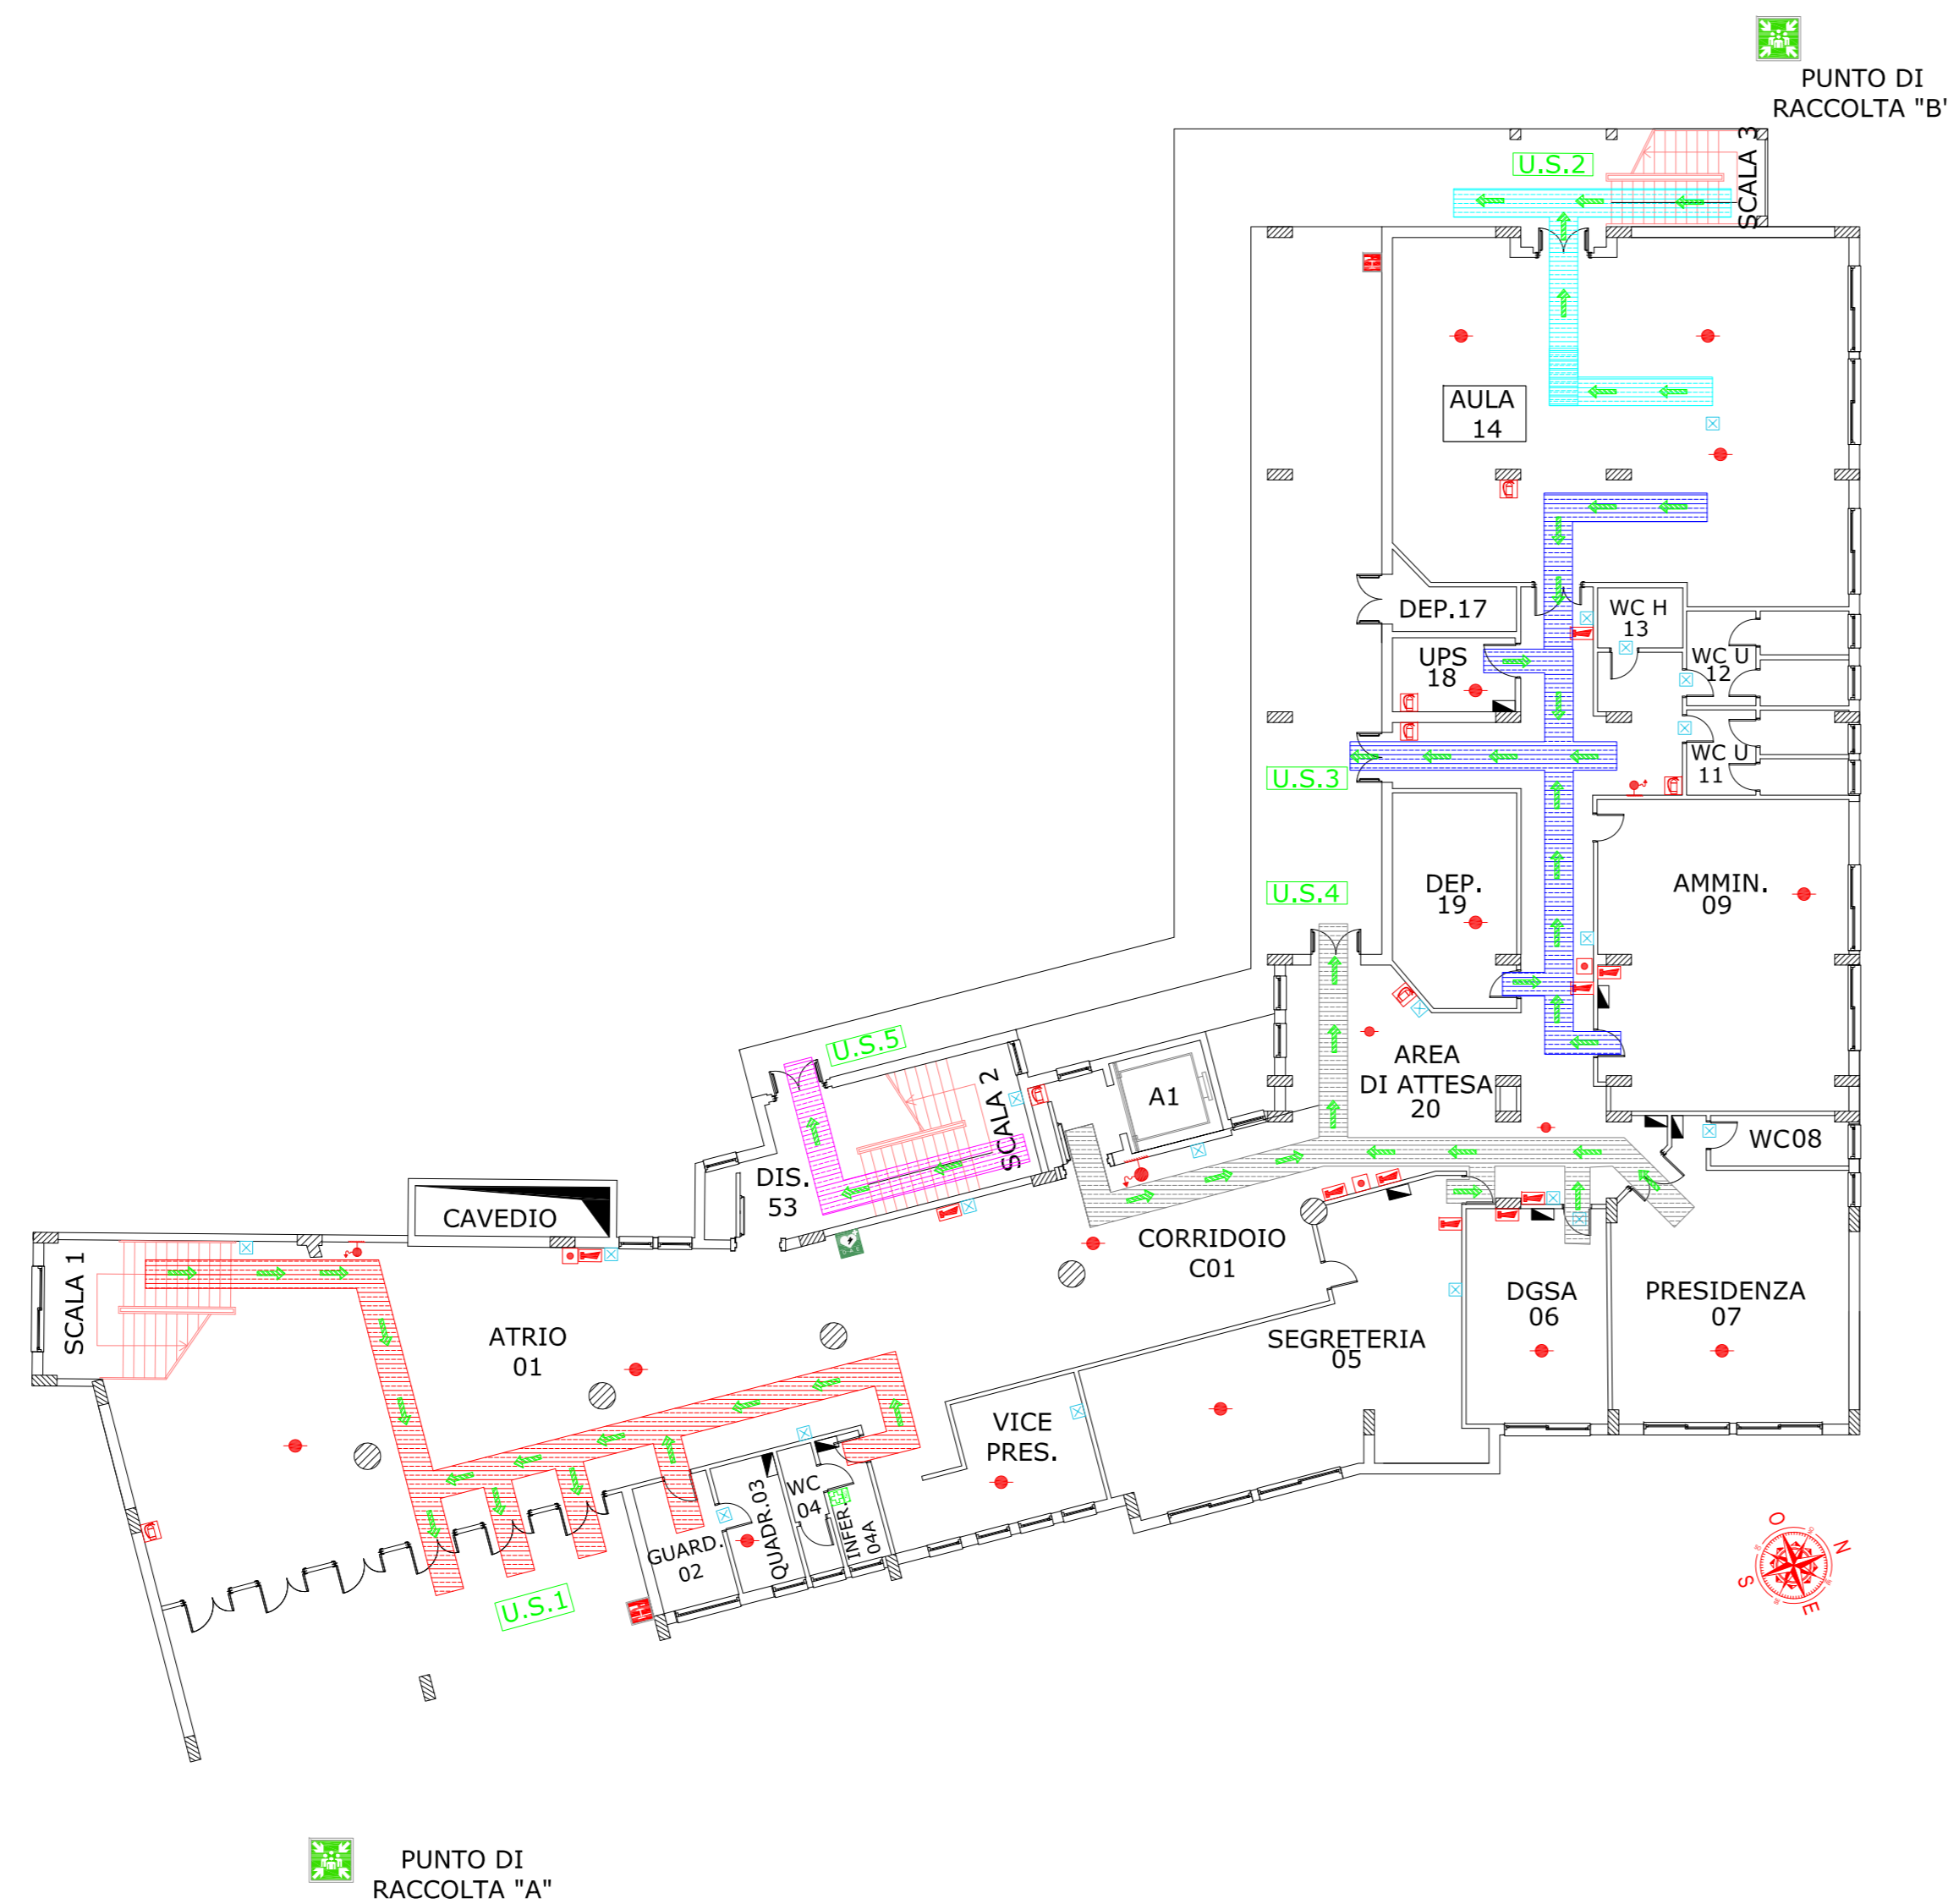 PUNTO DI
RACCOLTA "B'
U.S.2
SCALA 3
AULA
14
DEP.17
WC H
13
UPS
18
WC U
12
WC U
11
U.S.3
DEP.
19
AMMIN.
09
U.S.4
U.S.5
AREA
DI ATTESA
20
SCALA 2
A1
WC08
DIS.
53
CAVEDIO
CORRIDOIO
C01
SCALA 1
ATRIO
01
DGSA
06
PRESIDENZA
07
SEGRETERIA
05
VICE
PRES.
WC
04
QUADR.03
INFER.
04A
GUARD.
02
U.S.1
O
N
S
E
PUNTO DI
RACCOLTA "A"